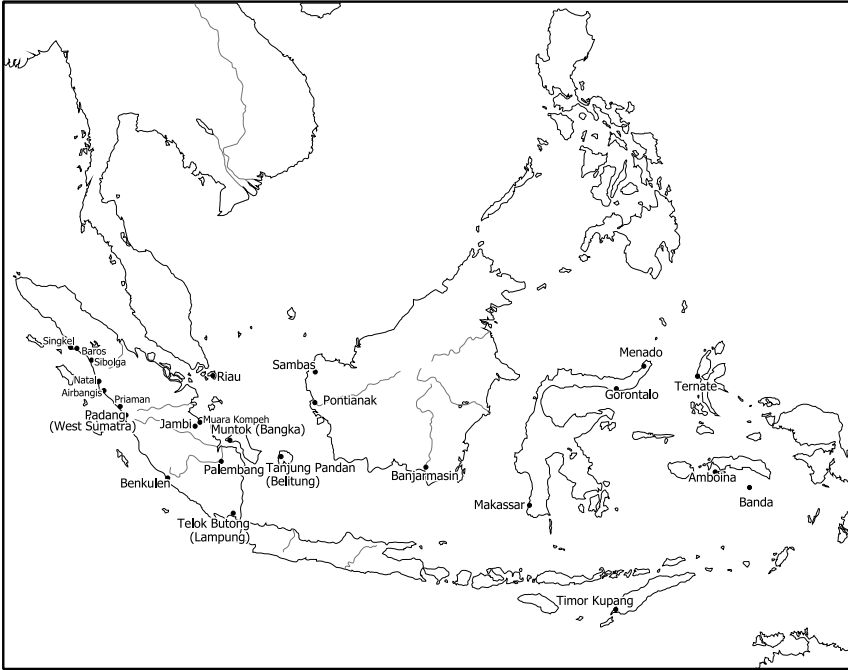 Singkel
Baros
Sibolga
Natal
Airbangis
Priaman
Padang
(West Sumatra)
Riau
Sambas
Pontianak
Jambi
Muara Kompeh
Muntok (Bangka)
Palembang
Tanjung Pandan
(Belitung)
Benkulen
Telok Butong
(Lampung)
Banjarmasin
Menado
Gorontalo
Ternate
Makassar
Amboina
Banda
Timor Kupang